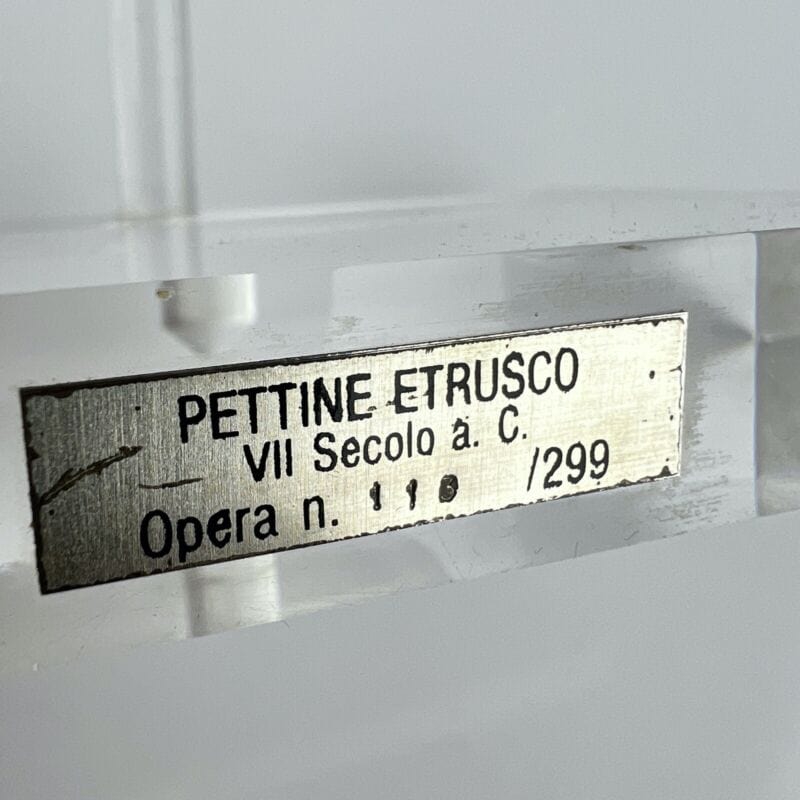 PETTINE ETRUSCO
VII Secolo a. C.
Opera n. /299